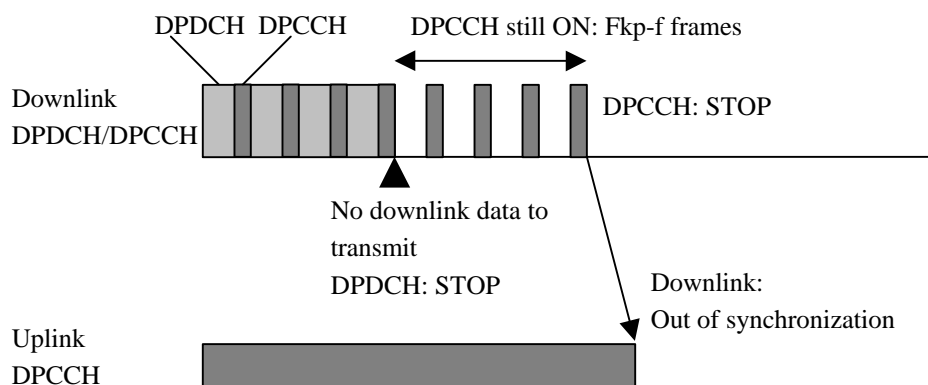 DPDCH DPCCH
DPCCH still ON: Fkp-f frames
Downlink
DPDCH/DPCCH
DPCCH: STOP
No downlink data to
transmit
DPDCH: STOP
Downlink:
Out of synchronization
Uplink
DPCCH